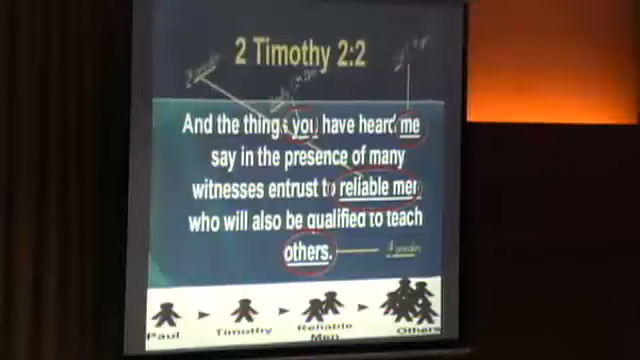 2 Timothy 2:2
And the things you have heard me
say in the presence of many
witnesses entrust to reliable men
who will also be qualified to teach
others.
Paul
Timothy
Reliable
Men
Others